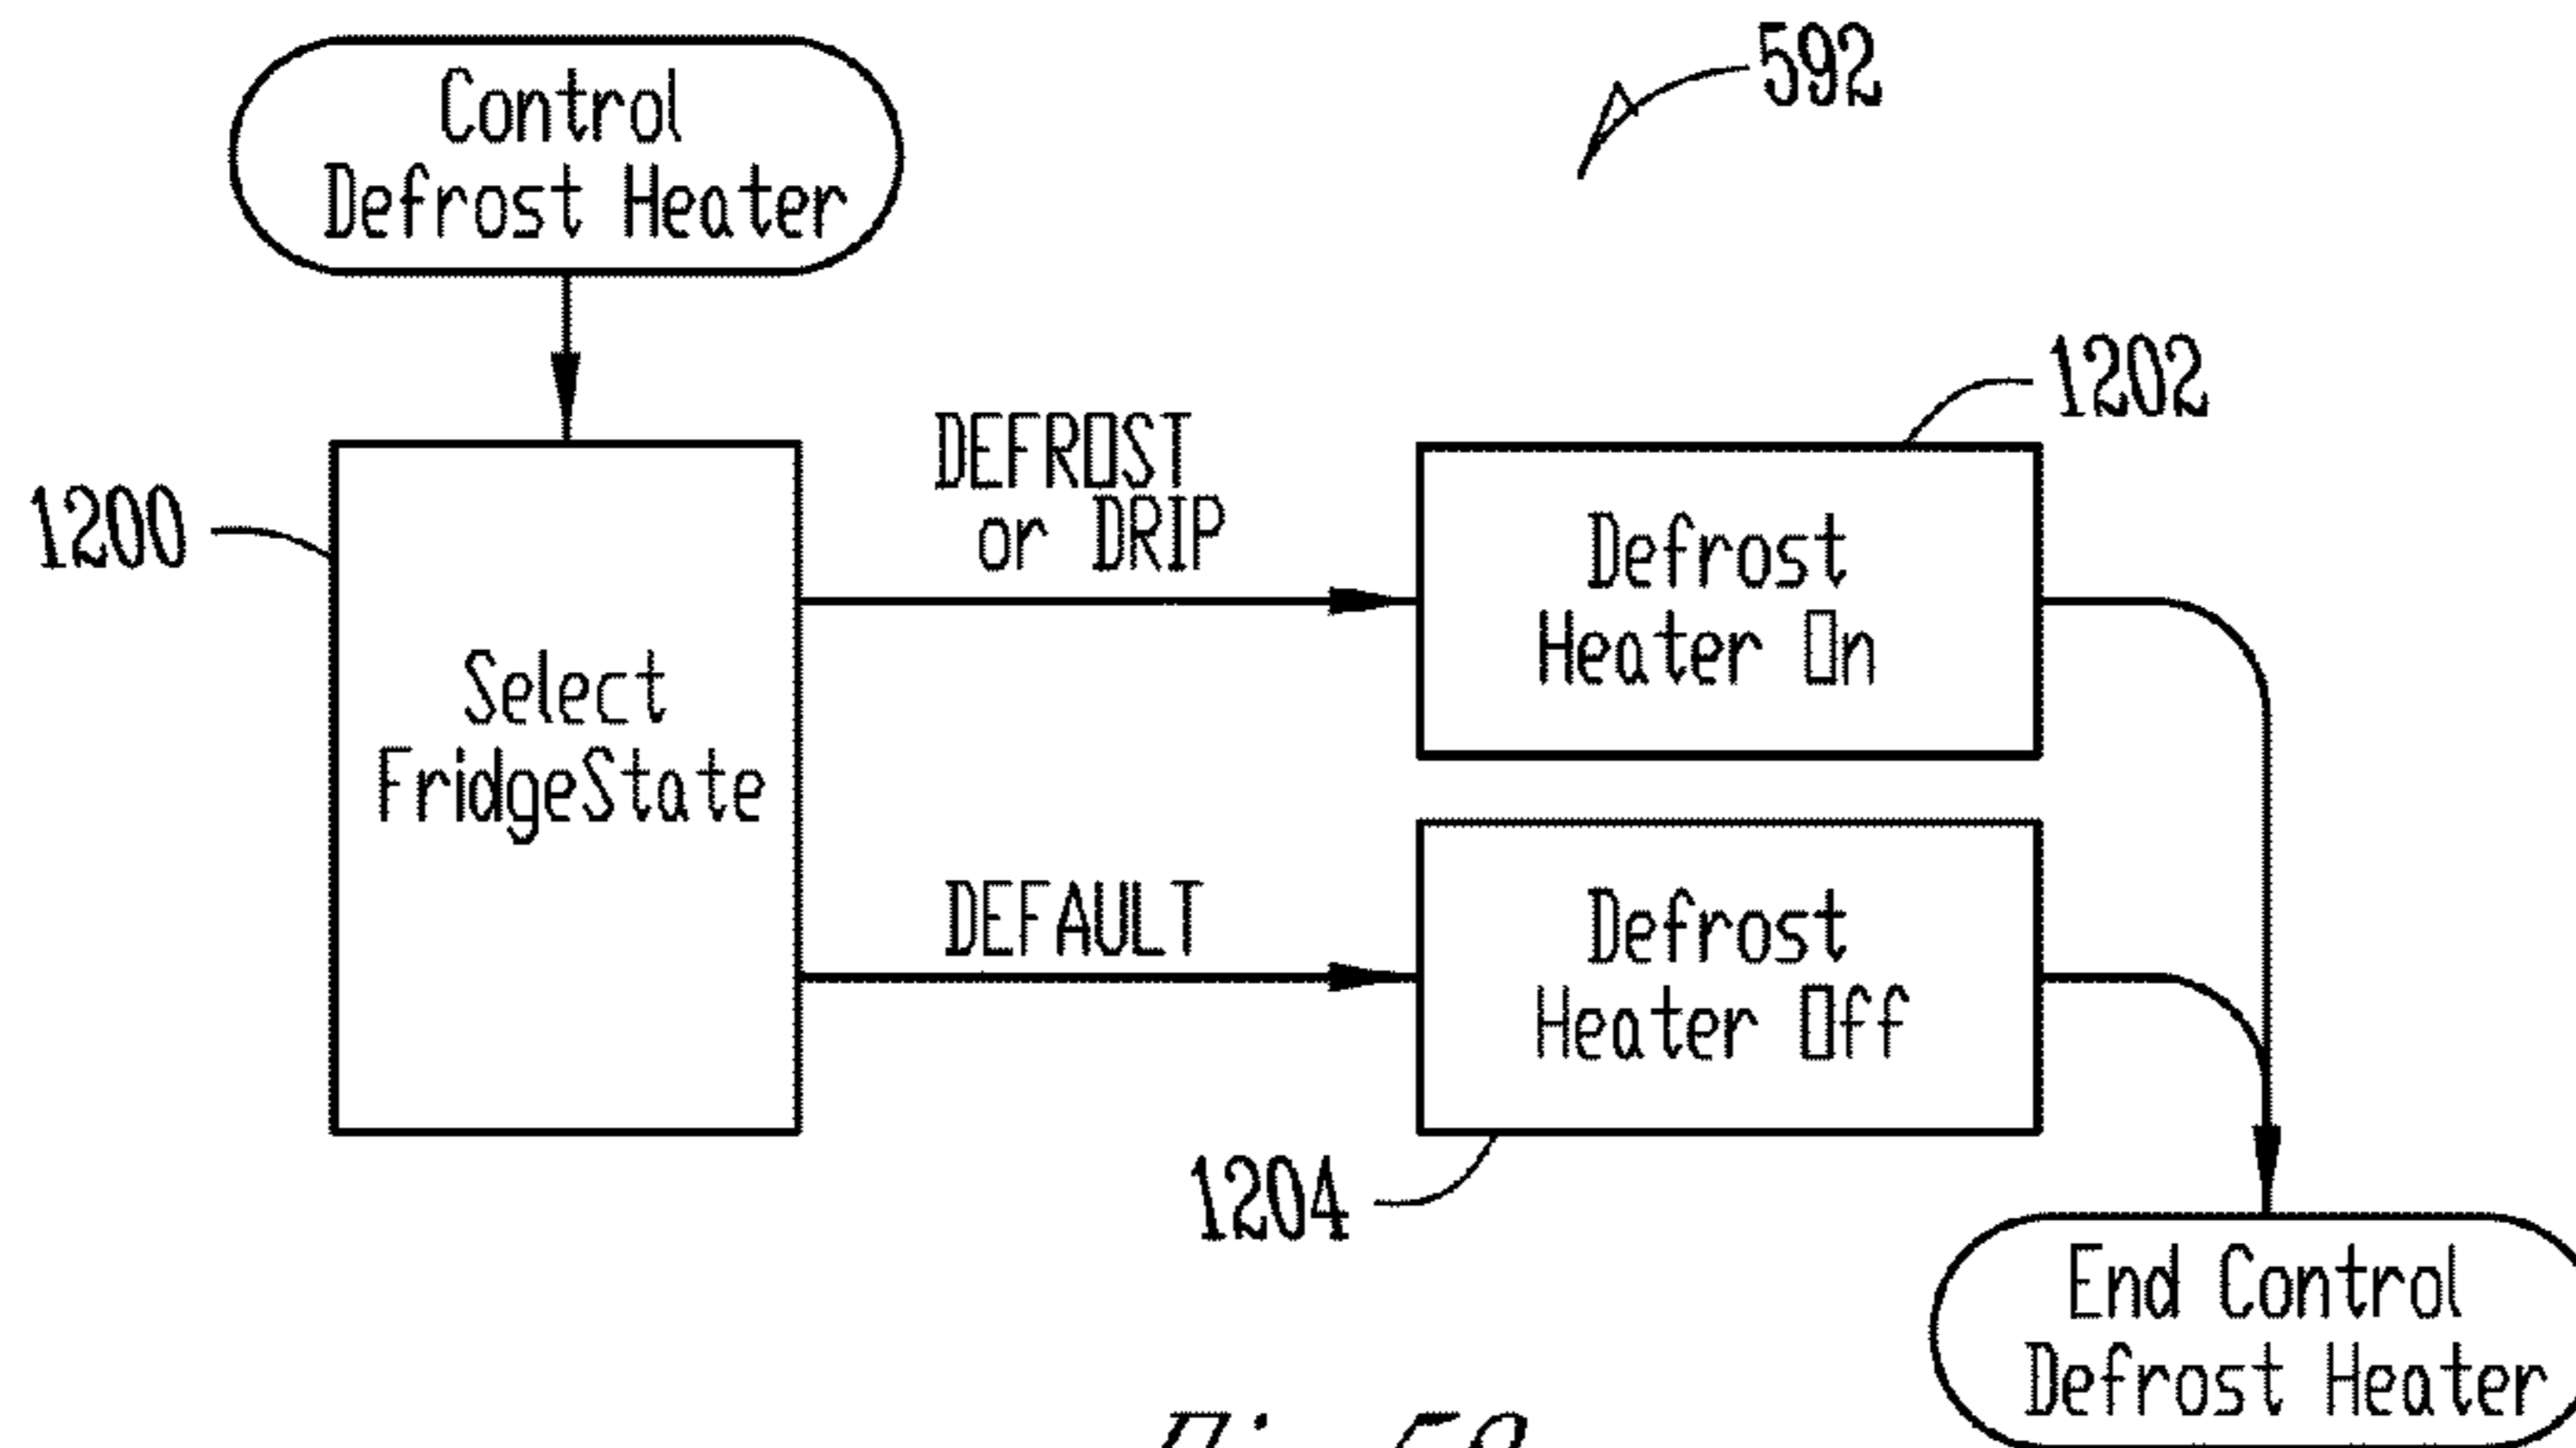 Control
Defrost Heater
592
1200
Select
FridgeState
DEFROST
or DRIP
1202
Defrost
Heater On
DEFAULT
Defrost
Heater Off
1204
End Control
Defrost Heater